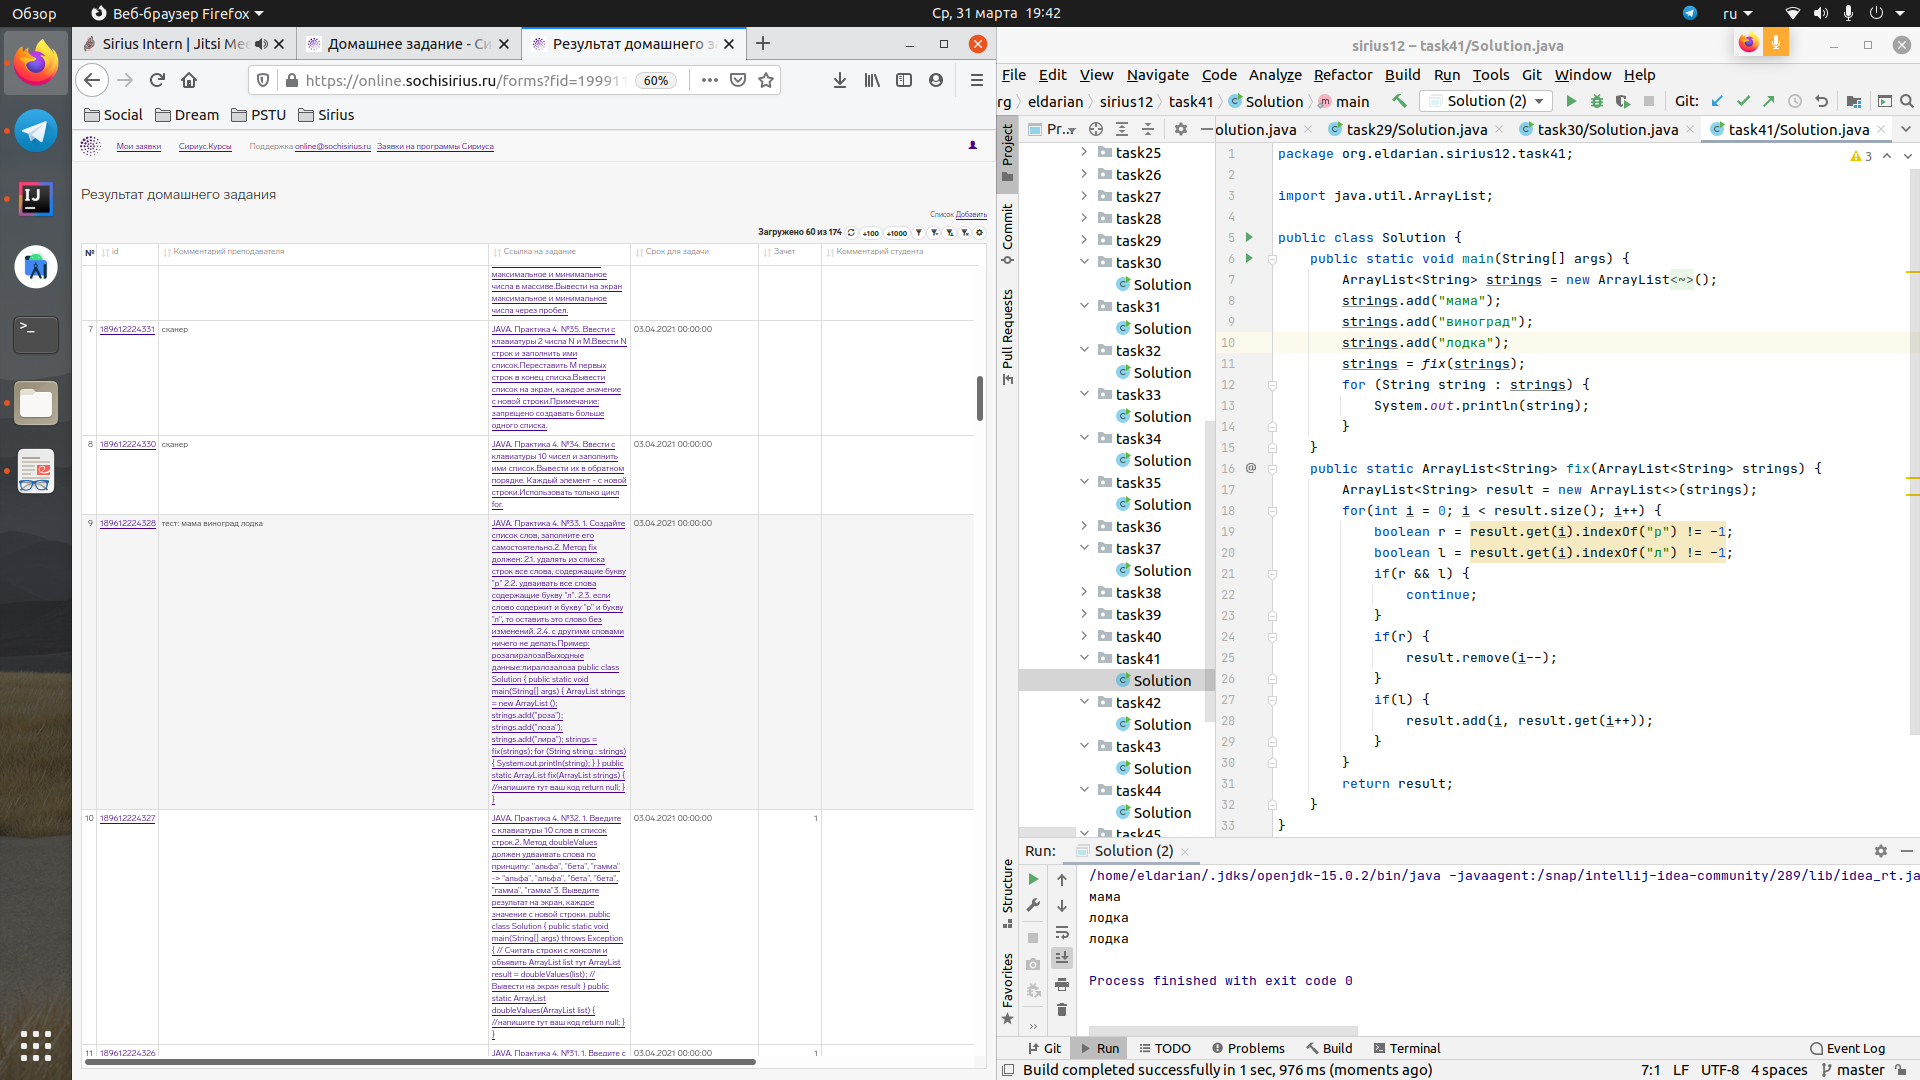 Обзор
Веб-браузер Firefox
Ср, 31 марта 19:42
ru
Sirius Intern | Jitsi Mee
Домашнее задание - Си
Результат домашнего за
https://online.sochisirius.ru/forms?fid=19991
60%
Social
Dream
PSTU
Sirius
Мои заявки
Сириус.Курсы
Поддержка online@sochisirius.ru
Заявки на программы Сириуса
Результат домашнего задания
Список Добавить
Загружено 60 из 174
+100
+1000
№
id
Комментарий преподавателя
Ссылка на задание
Срок для задачи
Зачет
Комментарий студента
максимальное и минимальное
числа в массиве.Вывести на экран
максимальное и минимальное
числа через пробел.
7
189612224331
сканер
JAVA. Практика 4. №35. Ввести с
клавиатуры 2 числа N и M.Ввести N
строк и заполнить ими
список.Переставить M первых
строк в конец списка.Вывести
список на экран, каждое значение
с новой строки.Примечание:
запрещено создавать больше
одного списка.
03.04.2021 00:00:00
8
189612224330
сканер
JAVA. Практика 4. №34. Ввести с
клавиатуры 10 чисел и заполнить
ими список.Вывести их в обратном
порядке. Каждый элемент - с новой
строки.Использовать только цикл
for.
03.04.2021 00:00:00
9
189612224328
тест: мама виноград лодка
JAVA. Практика 4. №33. 1. Создайте
список слов, заполните его
самостоятельно.2. Метод fix
должен: 2.1. удалять из списка
строк все слова, содержащие букву
"р" 2.2. удваивать все слова
содержащие букву "л". 2.3. если
слово содержит и букву "р" и букву
"л", то оставить это слово без
изменений. 2.4. с другими словами
ничего не делать.Пример:
розалиралозаВыходные
данные:лиралозалоза public class
Solution { public static void
main(String[] args) { ArrayList strings
= new ArrayList ();
strings.add("роза");
strings.add("лоза");
strings.add("лира"); strings =
fix(strings); for (String string : strings)
{ System.out.println(string); } } public
static ArrayList fix(ArrayList strings) {
//напишите тут ваш код return null; }
}
03.04.2021 00:00:00
10
189612224327
JAVA. Практика 4. №32. 1. Введите
с клавиатуры 10 слов в список
строк.2. Метод doubleValues
должен удваивать слова по
принципу: "альфа", "бета", "гамма"
-> "альфа", "альфа", "бета", "бета",
"гамма", "гамма"3. Выведите
результат на экран, каждое
значение с новой строки. public
class Solution { public static void
main(String[] args) throws Exception
{ // Считать строки с консоли и
объявить ArrayList list тут ArrayList
result = doubleValues(list); //
Вывести на экран result } public
static ArrayList
doubleValues(ArrayList list) {
//напишите тут ваш код return null; }
}
03.04.2021 00:00:00
1
11
189612224326
JAVA. Практика 4. №31. 1. Введите с
03.04.2021 00:00:00
1
sirius12 – task41/Solution.java
File Edit View Navigate Code Analyze Refactor Build Run Tools Git Window Help
rg
eldarian
sirius12
task41
Solution
main
Solution (2)
Git:
Pr...
olution.java
task29/Solution.java
task30/Solution.java
task41/Solution.java
Project
Commit
Pull Requests
Structure
Favorites
task25
task26
task27
task28
task29
task30
Solution
task31
Solution
task32
Solution
task33
Solution
task34
Solution
task35
Solution
task36
task37
Solution
task38
task39
task40
task41
Solution
task42
Solution
task43
Solution
task44
Solution
task45
3
1 package org.eldarian.sirius12.task41;
2
3 import java.util.ArrayList;
4
5 public class Solution {
6 public static void main(String[] args) {
7 ArrayList<String> strings = new ArrayList<~>();
8 strings.add("мама");
9 strings.add("виноград");
10 strings.add("лодка");
11 strings = fix(strings);
12 for (String string : strings) {
13 System.out.println(string);
14 }
15 }
16 @ public static ArrayList<String> fix(ArrayList<String> strings) {
17 ArrayList<String> result = new ArrayList<>(strings);
18 for(int i = 0; i < result.size(); i++) {
19 boolean r = result.get(i).indexOf("р") != -1;
20 boolean l = result.get(i).indexOf("л") != -1;
21 if(r && l) {
22 continue;
23 }
24 if(r) {
25 result.remove(i--);
26 }
27 if(l) {
28 result.add(i, result.get(i++));
29 }
30 }
31 return result;
32 }
33 }
Run:
Solution (2)
/home/eldarian/.jdks/openjdk-15.0.2/bin/java -javaagent:/snap/intellij-idea-community/289/lib/idea_rt.ja
мама
лодка
лодка
Process finished with exit code 0
Git
Run
TODO
Problems
Build
Terminal
Event Log
Build completed successfully in 1 sec, 976 ms (moments ago)
7:1
LF
UTF-8
4 spaces
master